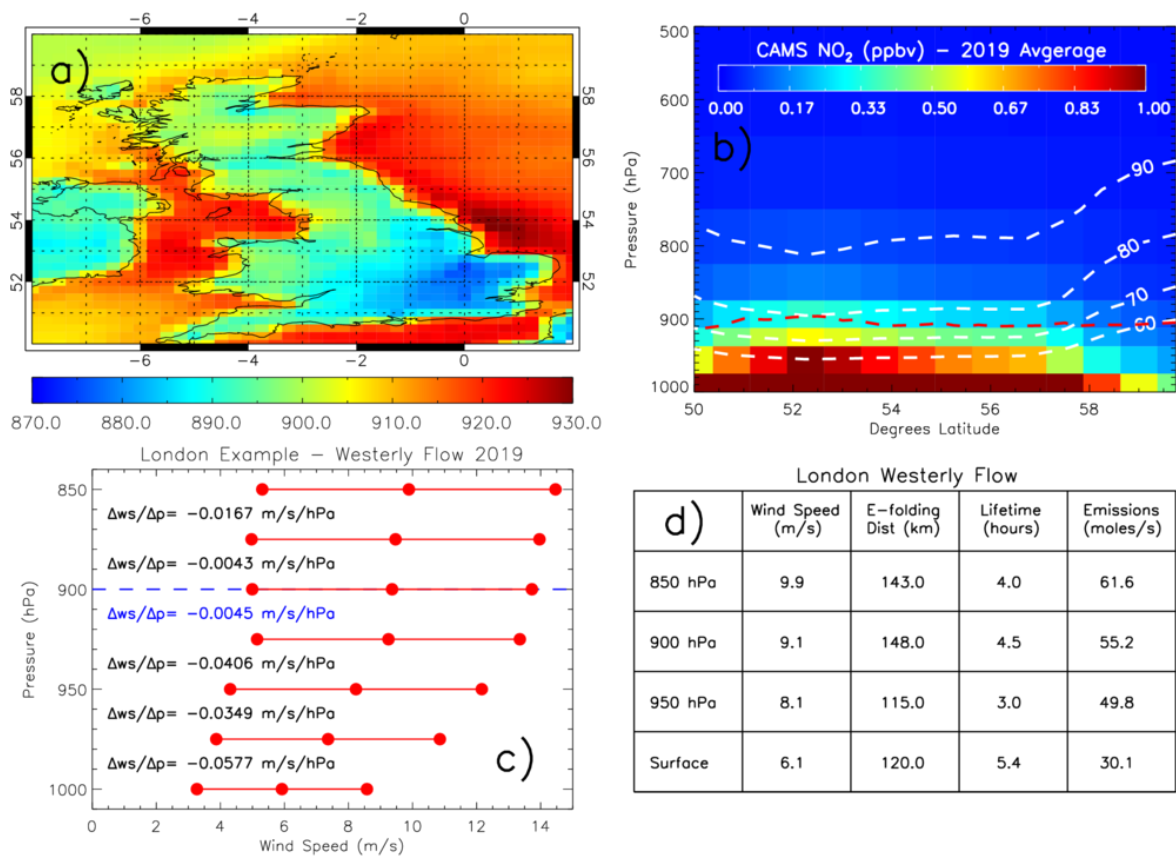 −6 −4 −2 0
a)
58
56
54
52
58
56
54
52
−6 −4 −2 0
870.0 880.0 890.0 900.0 910.0 920.0 930.0
500
600
700
800
900
1000
Pressure (hPa)
CAMS NO₂ (ppbv) − 2019 Avgerage
0.00 0.17 0.33 0.50 0.67 0.83 1.00
b)
90
80
70
60
50 52 54 56 58
Degrees Latitude
London Example − Westerly Flow 2019
850
900
950
1000
Pressure (hPa)
Δws/Δp= −0.0167 m/s/hPa
Δws/Δp= −0.0043 m/s/hPa
Δws/Δp= −0.0045 m/s/hPa
Δws/Δp= −0.0406 m/s/hPa
Δws/Δp= −0.0349 m/s/hPa
Δws/Δp= −0.0577 m/s/hPa
c)
0 2 4 6 8 10 12 14
Wind Speed (m/s)
London Westerly Flow
d) Wind Speed (m/s) E−folding Dist (km) Lifetime (hours) Emissions (moles/s)
850 hPa 9.9 143.0 4.0 61.6
900 hPa 9.1 148.0 4.5 55.2
950 hPa 8.1 115.0 3.0 49.8
Surface 6.1 120.0 5.4 30.1